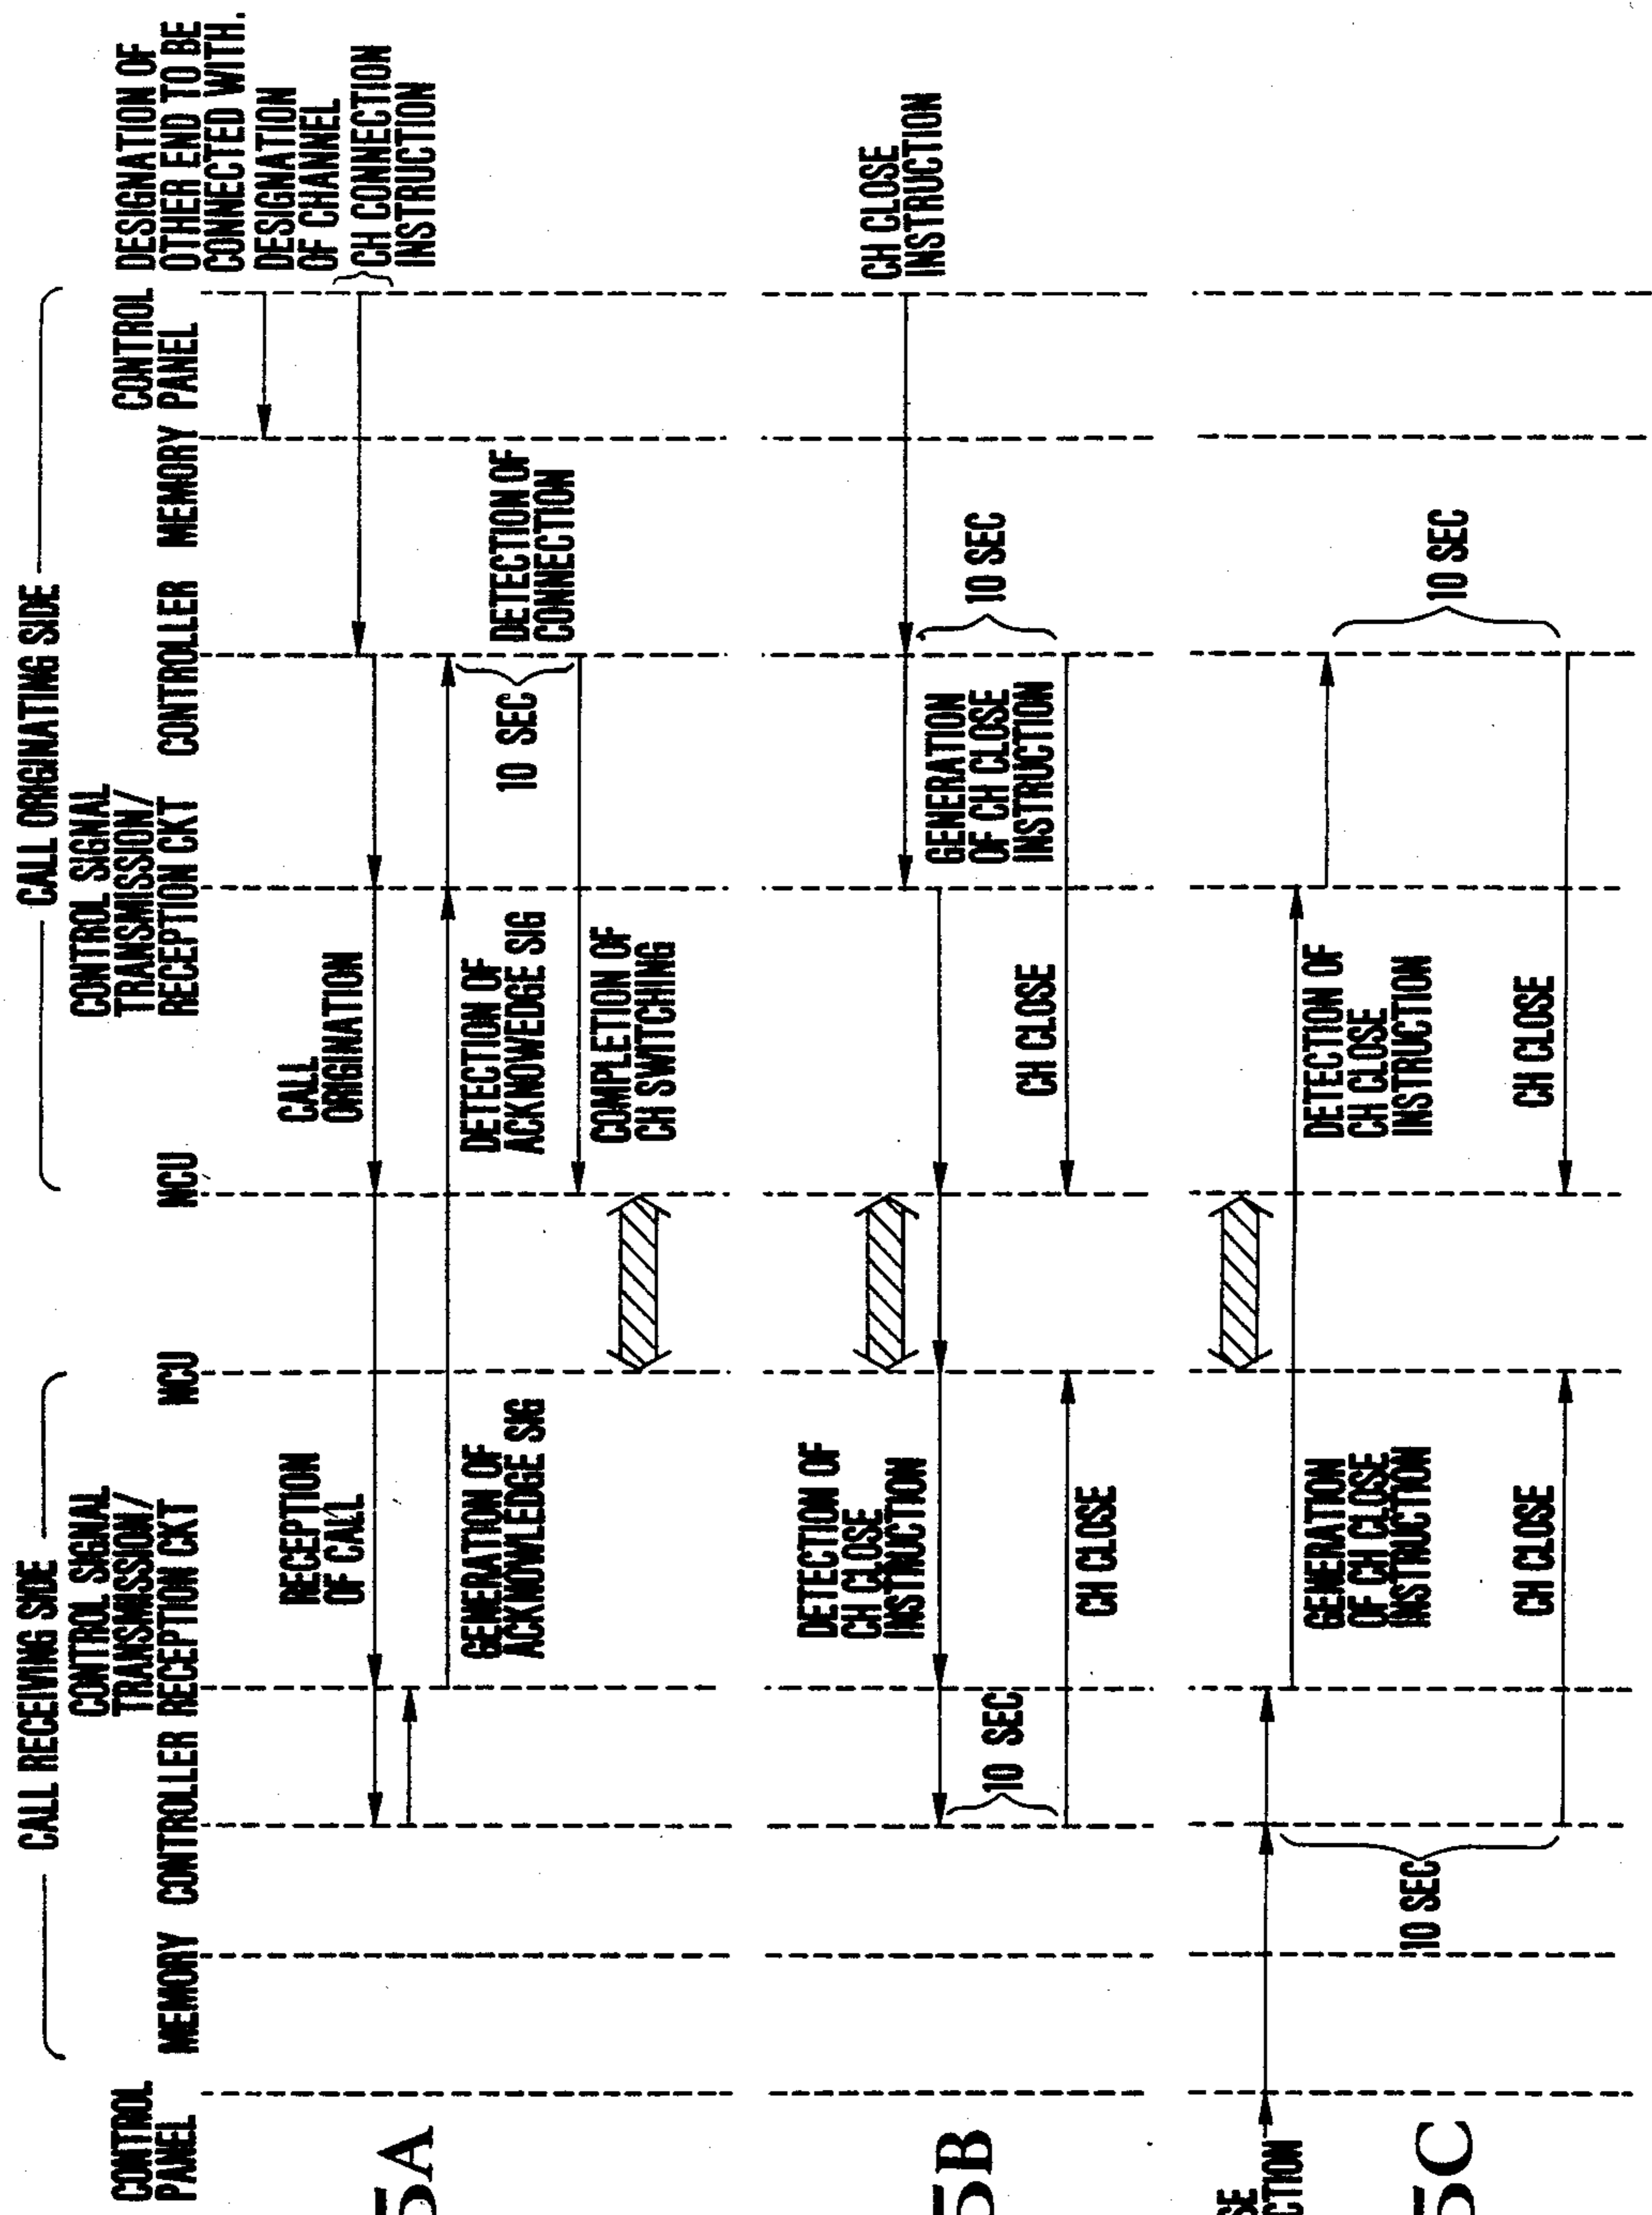 CALL RECEIVING SIDE
CALL ORIGINATING SIDE
CONTROL
PANEL
MEMORY
CONTROLLER
CONTROL SIGNAL
TRANSMISSION/
RECEPTION CKT
NCU
NCU
CONTROL SIGNAL
TRANSMISSION/
RECEPTION CKT
CONTROLLER
MEMORY
CONTROL
PANEL
DESIGNATION OF
OTHER END TO BE
CONNECTED WITH.
DESIGNATION
OF CHANNEL
CH CONNECTION
INSTRUCTION
5A
RECEPTION
OF CALL
CALL
ORIGINATION
GENERATION OF
ACKNOWLEDGE SIG
DETECTION OF
ACKNOWEDGE SIG
10 SEC
DETECTION OF
CONNECTION
COMPLETION OF
CH SWITCHING
5B
DETECTION OF
CH CLOSE
INSTRUCTION
CH CLOSE
INSTRUCTION
GENERATION
OF CH CLOSE
INSTRUCTION
10 SEC
10 SEC
CH CLOSE
CH CLOSE
5C
GENERATION
OF CH CLOSE
INSTRUCTION
DETECTION OF
CH CLOSE
INSTRUCTION
10 SEC
10 SEC
CH CLOSE
CH CLOSE